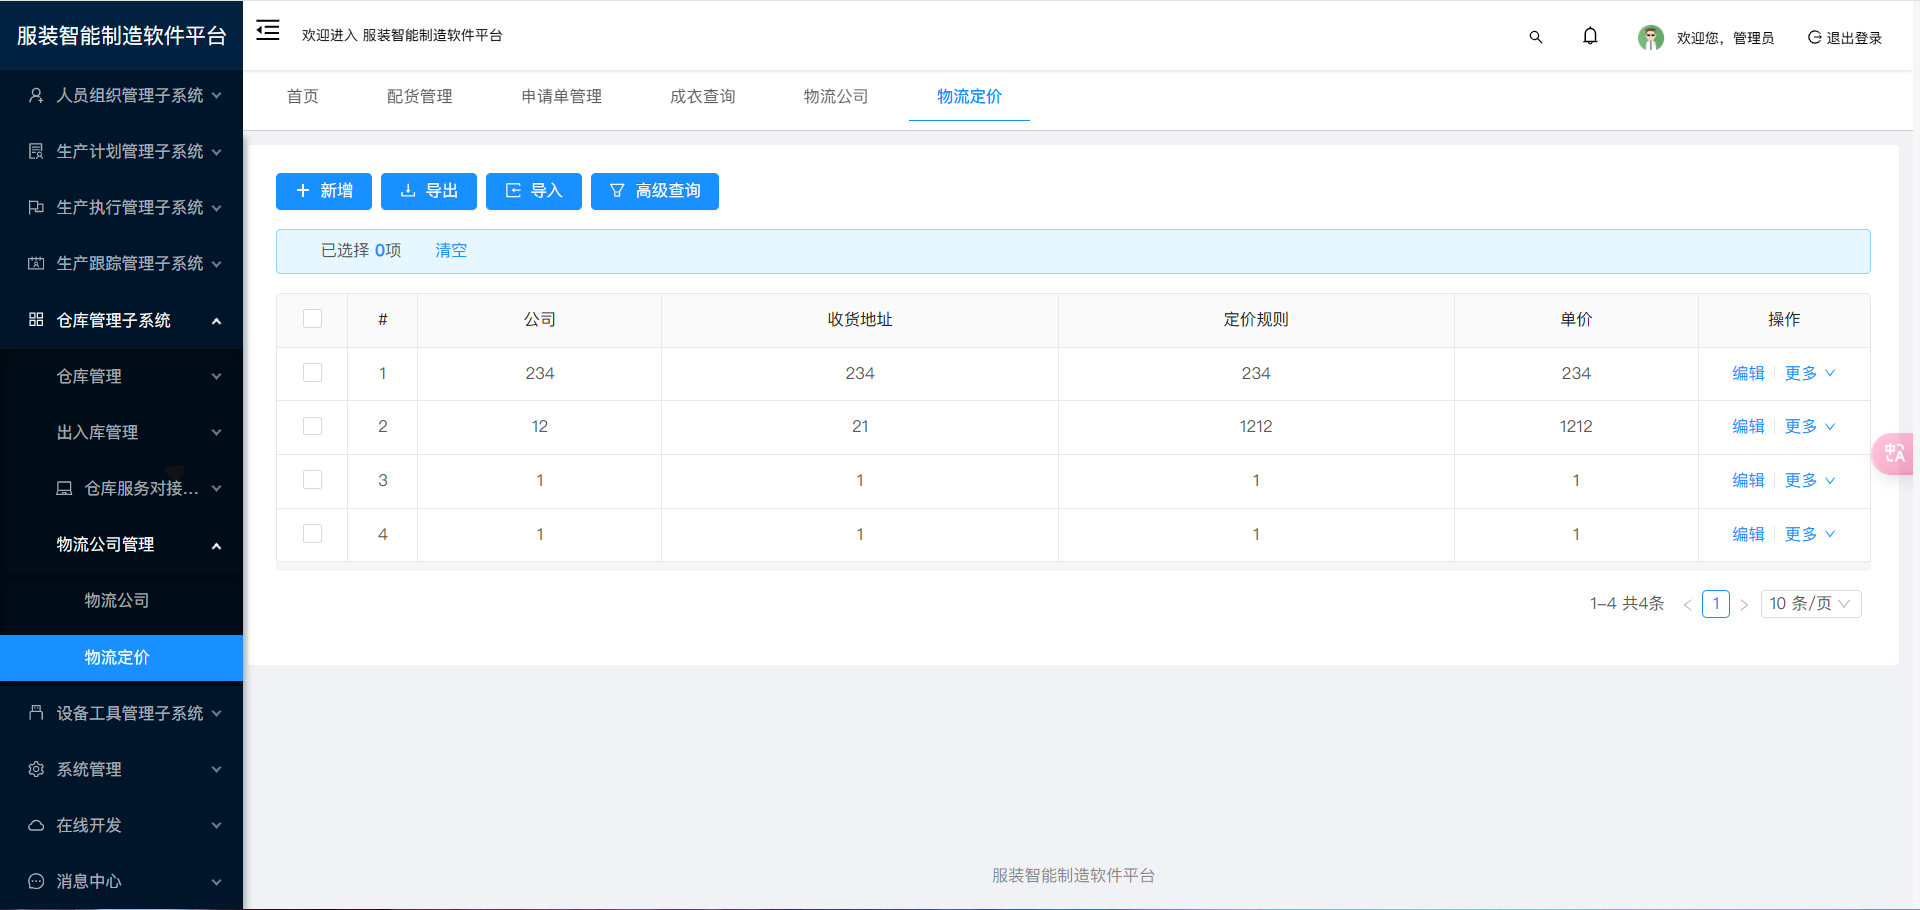 服装智能制造软件平台
欢迎进入 服装智能制造软件平台
欢迎您，管理员
退出登录
首页
配货管理
申请单管理
成衣查询
物流公司
物流定价
人员组织管理子系统
生产计划管理子系统
生产执行管理子系统
生产跟踪管理子系统
仓库管理子系统
仓库管理
出入库管理
仓库服务对接...
物流公司管理
物流公司
物流定价
设备工具管理子系统
系统管理
在线开发
消息中心
新增
导出
导入
高级查询
已选择 0项 清空
# 公司 收货地址 定价规则 单价 操作
1 234 234 234 234 编辑 更多
2 12 21 1212 1212 编辑 更多
3 1 1 1 1 编辑 更多
4 1 1 1 1 编辑 更多
1-4 共4条 < 1 > 10 条/页
中A
服装智能制造软件平台